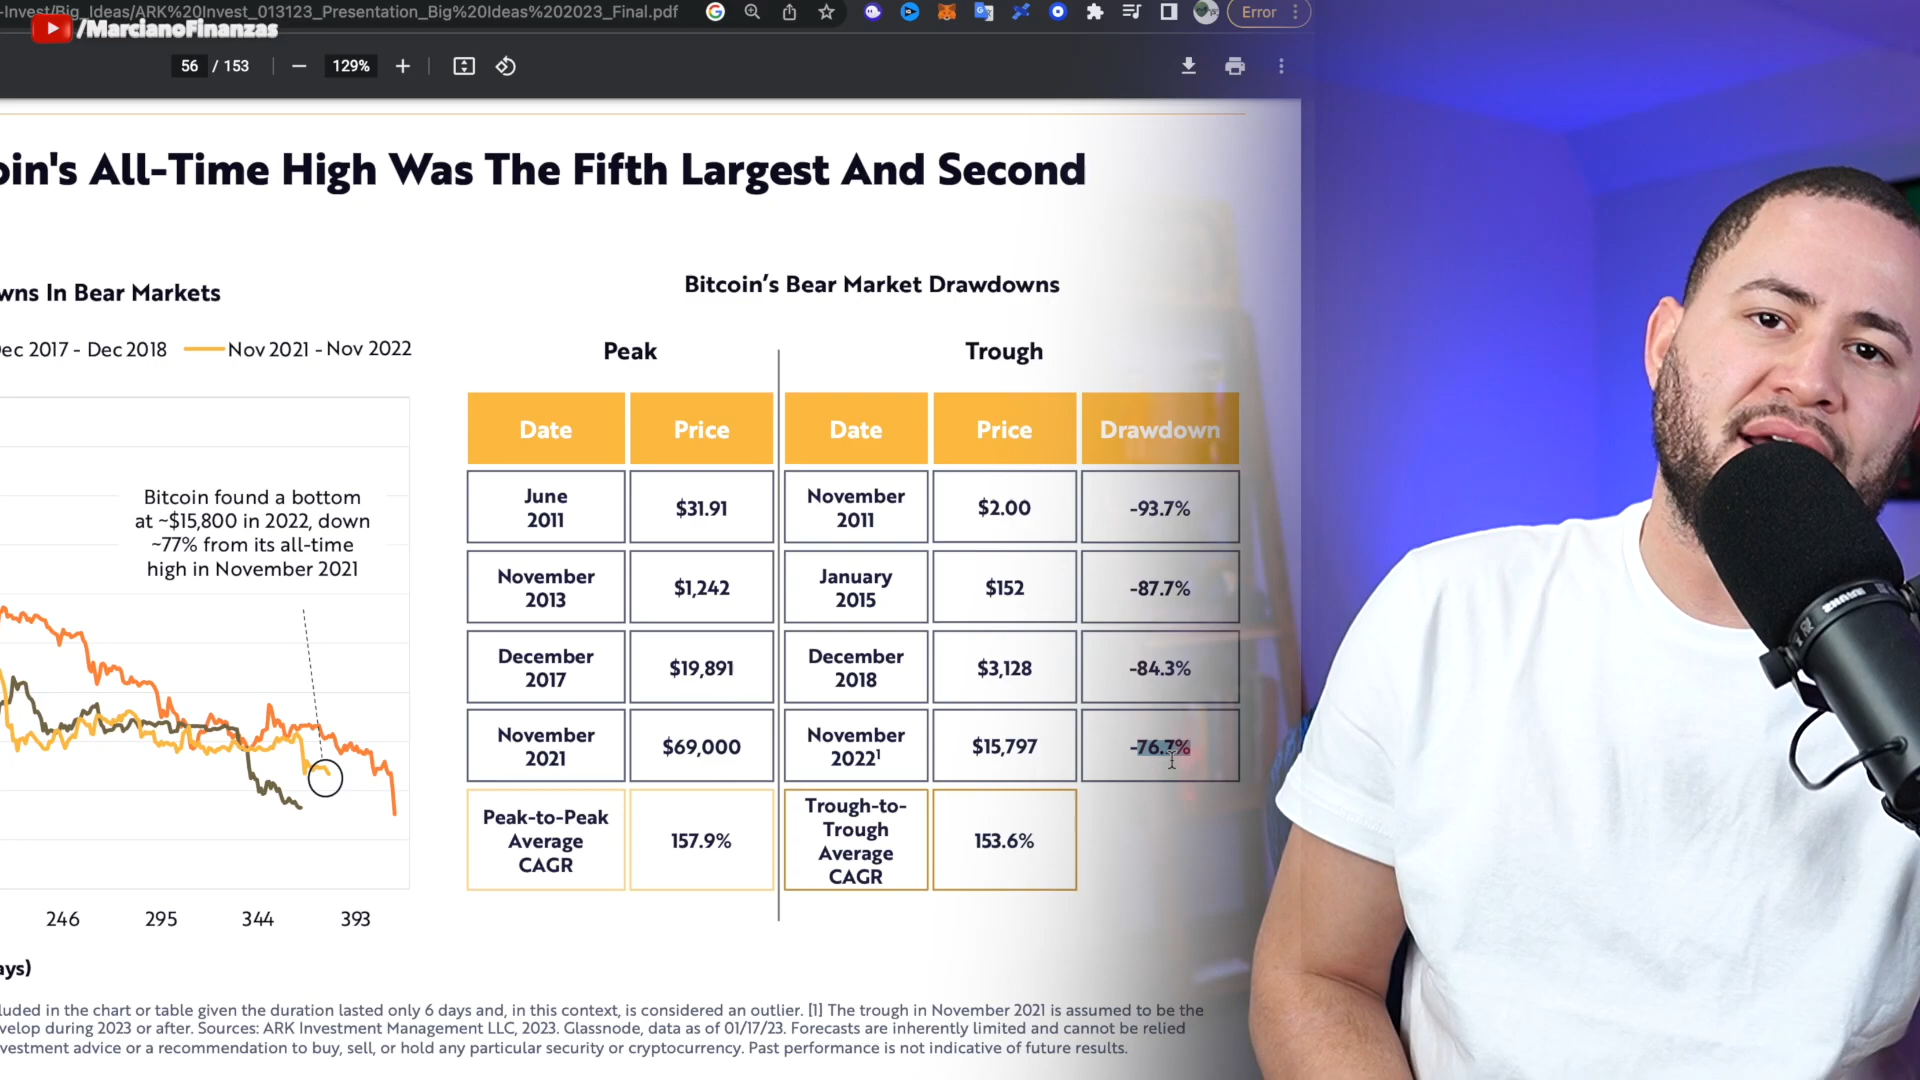 -Invest/Big_Ideas/ARK%20Invest_013123_Presentation_Big%20Ideas%202023_Final.pdf
Error
/MarcianoFinanzas
56 / 153
129%
oin's All-Time High Was The Fifth Largest And Second
wns In Bear Markets
Dec 2017 - Dec 2018
Nov 2021 - Nov 2022
Bitcoin found a bottom
at ~$15,800 in 2022, down
~77% from its all-time
high in November 2021
246 295 344 393
ays)
Bitcoin's Bear Market Drawdowns
Peak Trough
Date Price Date Price Drawdown
June 2011 $31.91 November 2011 $2.00 -93.7%
November 2013 $1,242 January 2015 $152 -87.7%
December 2017 $19,891 December 2018 $3,128 -84.3%
November 2021 $69,000 November 2022¹ $15,797 -76.7%
Peak-to-Peak Average CAGR 157.9% Trough-to-Trough Average CAGR 153.6%
luded in the chart or table given the duration lasted only 6 days and, in this context, is considered an outlier. [1] The trough in November 2021 is assumed to be the
velop during 2023 or after. Sources: ARK Investment Management LLC, 2023. Glassnode, data as of 01/17/23. Forecasts are inherently limited and cannot be relied
vestment advice or a recommendation to buy, sell, or hold any particular security or cryptocurrency. Past performance is not indicative of future results.